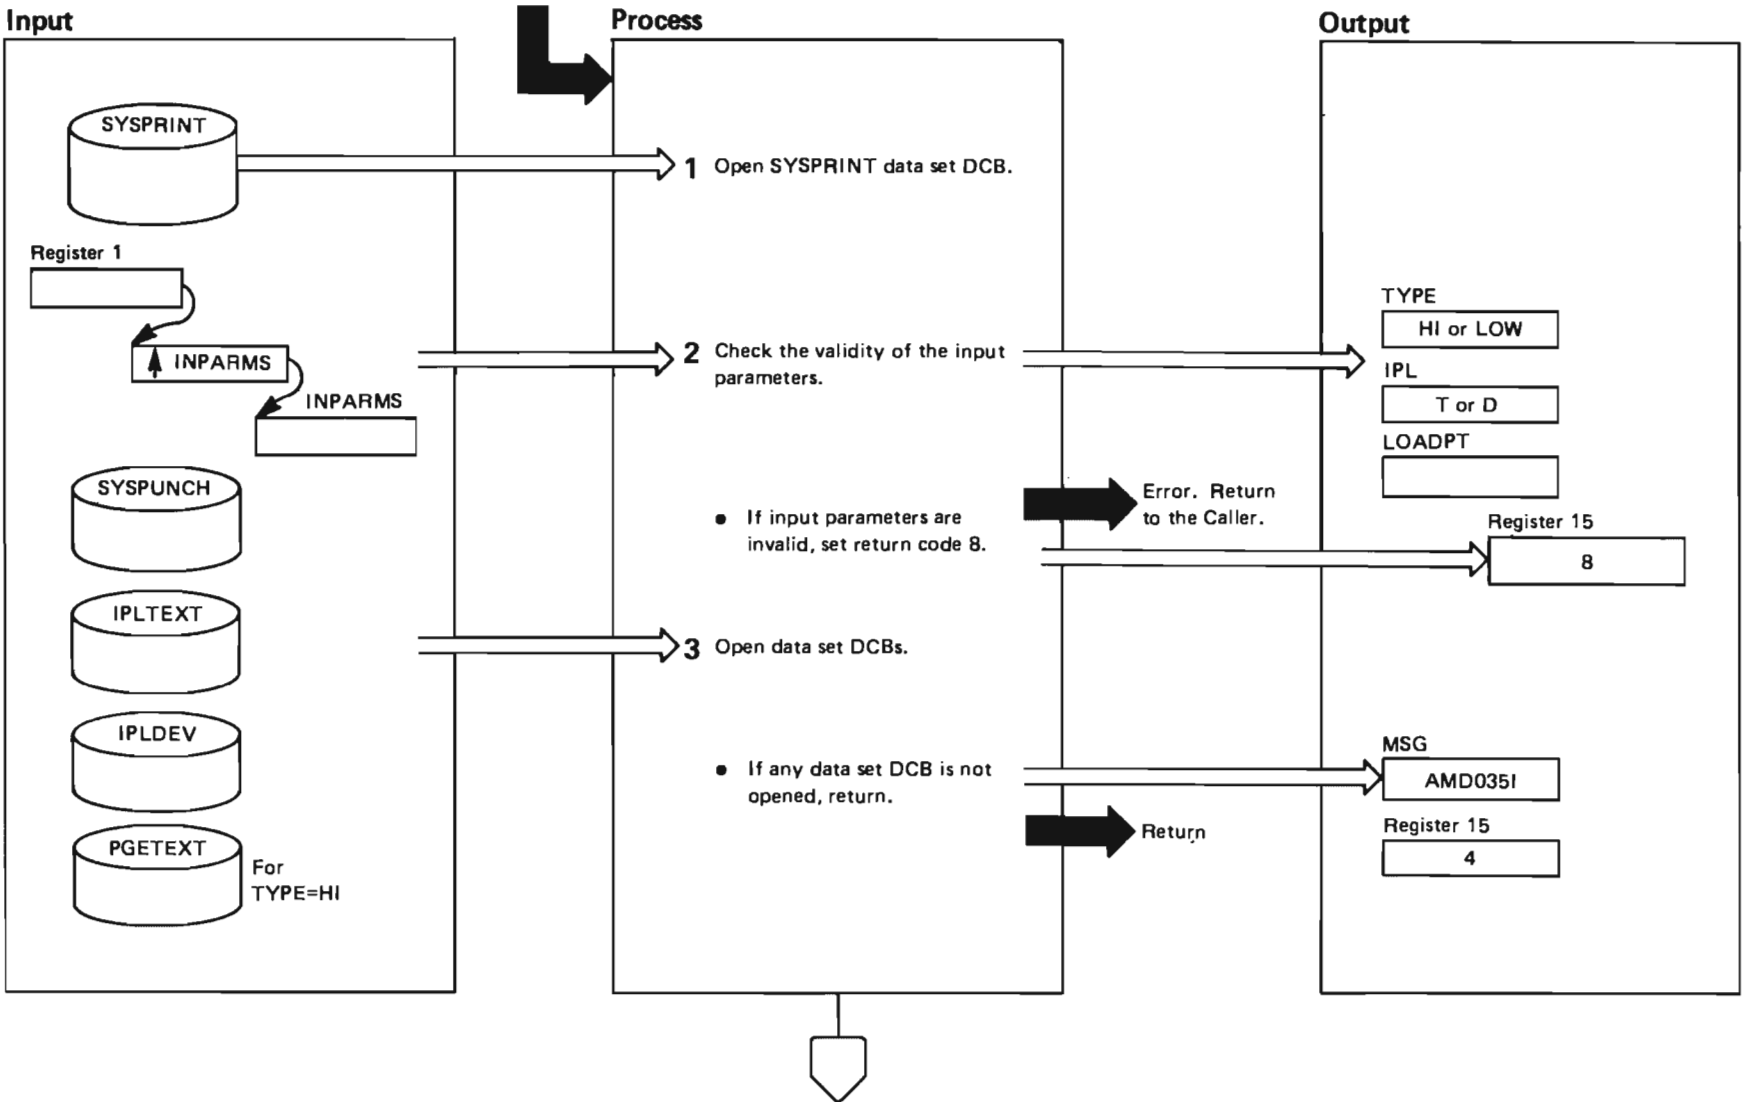 Input
SYSPRINT
Register 1
INPARMS
INPARMS
SYSPUNCH
IPLTEXT
IPLDEV
PGETEXT
For
TYPE=HI
Process
1 Open SYSPRINT data set DCB.
2 Check the validity of the input
parameters.
• If input parameters are
invalid, set return code 8.
Error. Return
to the Caller.
3 Open data set DCBs.
• If any data set DCB is not
opened, return.
Return
Output
TYPE
HI or LOW
IPL
T or D
LOADPT
Register 15
8
MSG
AMD035I
Register 15
4